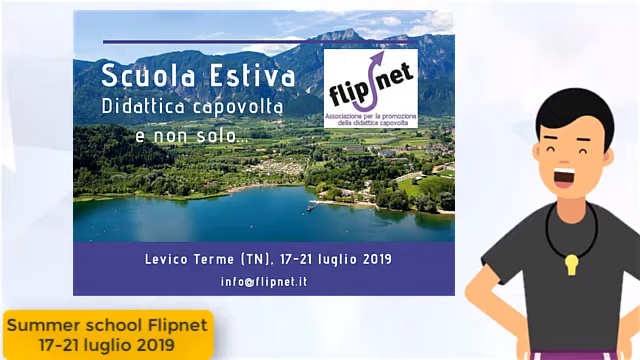 Scuola Estiva
Didattica capovolta
e non solo...
flipnet
Associazione per la promozione
della didattica capovolta
Levico Terme (TN), 17-21 luglio 2019
info@flipnet.it
Summer school Flipnet
17-21 luglio 2019